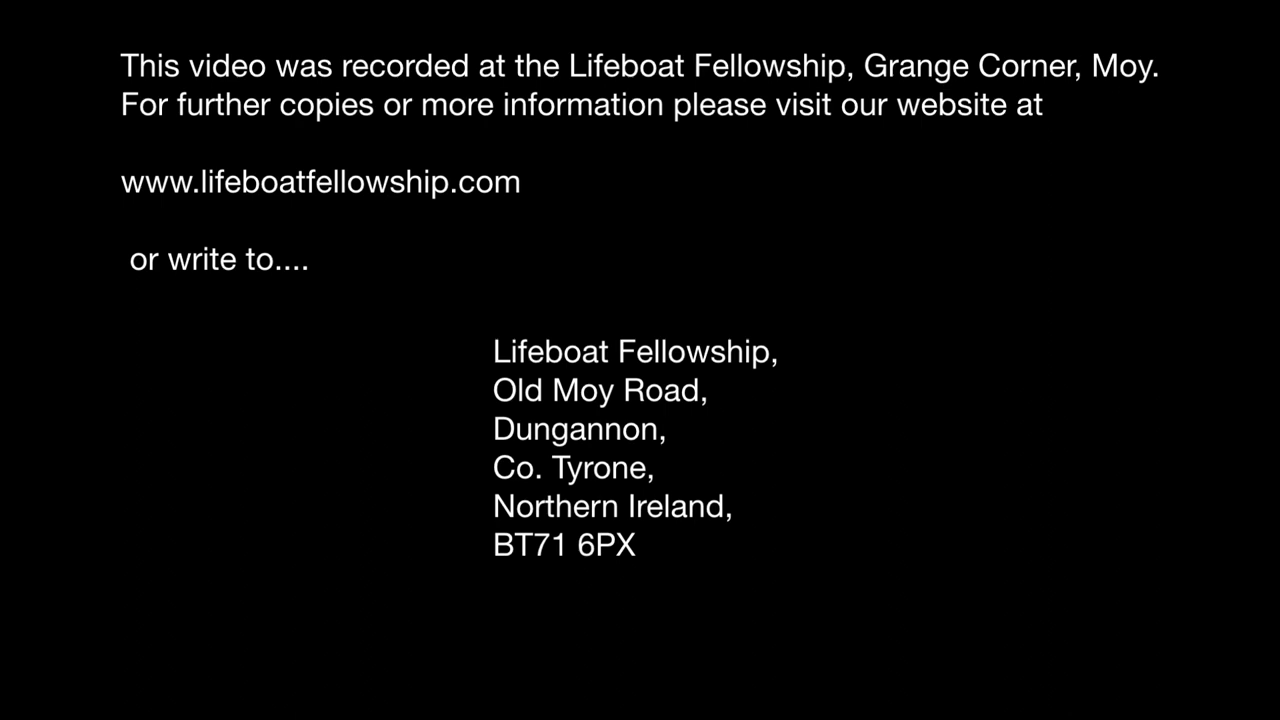 This video was recorded at the Lifeboat Fellowship, Grange Corner, Moy.
For further copies or more information please visit our website at
www.lifeboatfellowship.com
or write to....
Lifeboat Fellowship,
Old Moy Road,
Dungannon,
Co. Tyrone,
Northern Ireland,
BT71 6PX